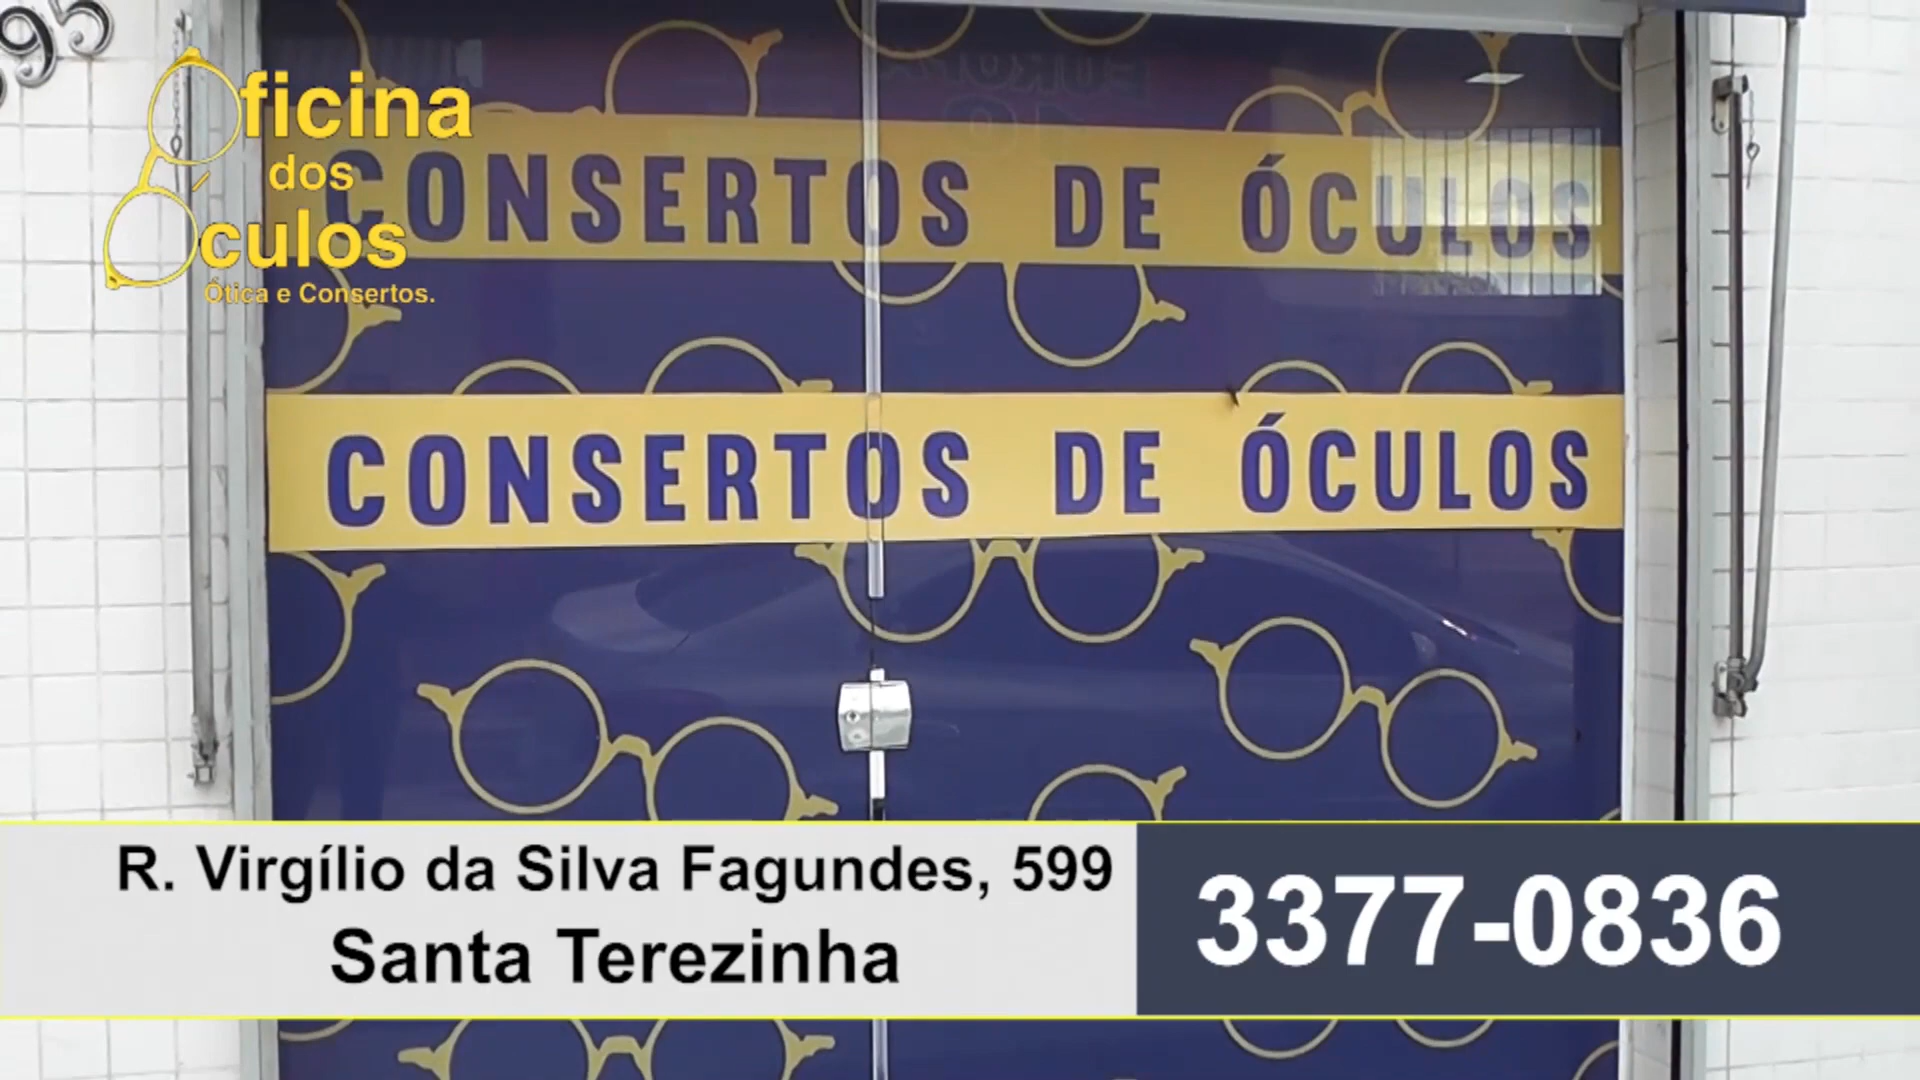 95
Oficina
dos
Óculos
Ótica e Consertos.
CONSERTOS DE ÓCULOS
CONSERTOS DE ÓCULOS
R. Virgílio da Silva Fagundes, 599
Santa Terezinha
3377-0836